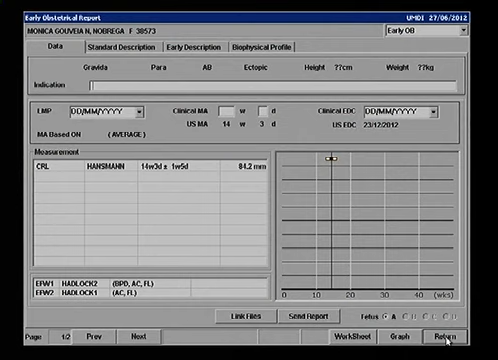 Early Obstetrical Report UMDI 27/06/2012
MONICA GOUVEIA N, NOBREGA F 38573 Early OB
Data Standard Description Early Description Biophysical Profile
Gravida Para AB Ectopic Height ??cm Weight ??kg
Indication
LMP DD/MM/YYYY Clinical MA w d Clinical EDC DD/MM/YYYY
US MA 14 w 3 d US EDC 23/12/2012
MA Based ON ( AVERAGE )
Measurement
CRL HANSMANN 14w3d ± 1w5d 84.2 mm
EFW1 HADLOCK2 (BPD, AC, FL)
EFW2 HADLOCK1 (AC, FL)
0 10 20 30 40 (wks)
Link Files Send Report Fetus A B C D
Page 1/2 Prev Next WorkSheet Graph Return